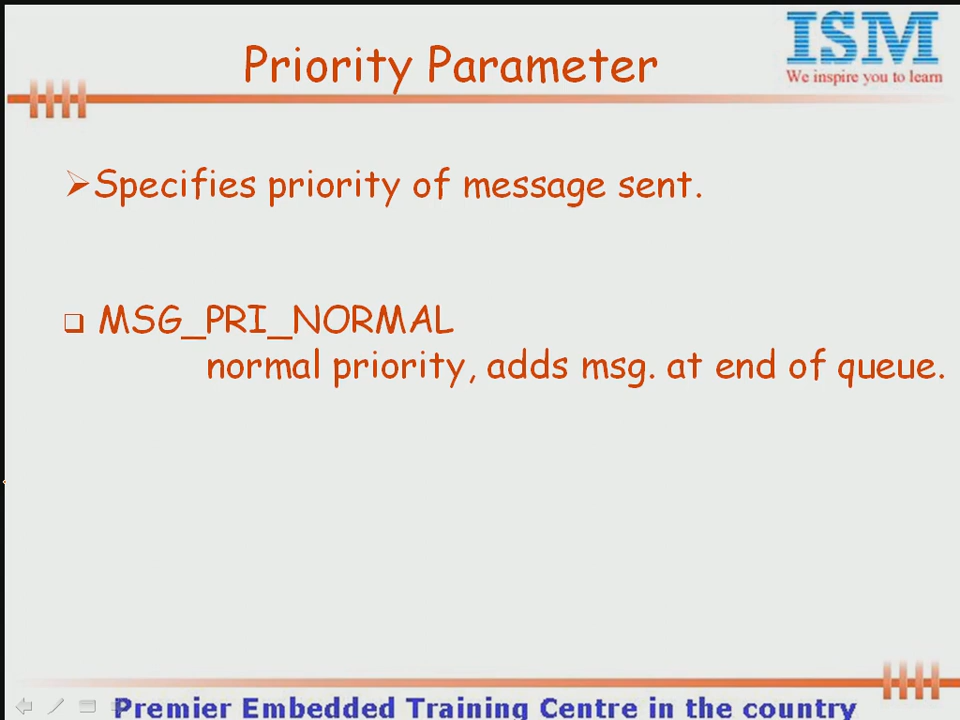 Priority Parameter
ISM
We inspire you to learn
Specifies priority of message sent.
MSG_PRI_NORMAL
normal priority, adds msg. at end of queue.
Premier Embedded Training Centre in the country